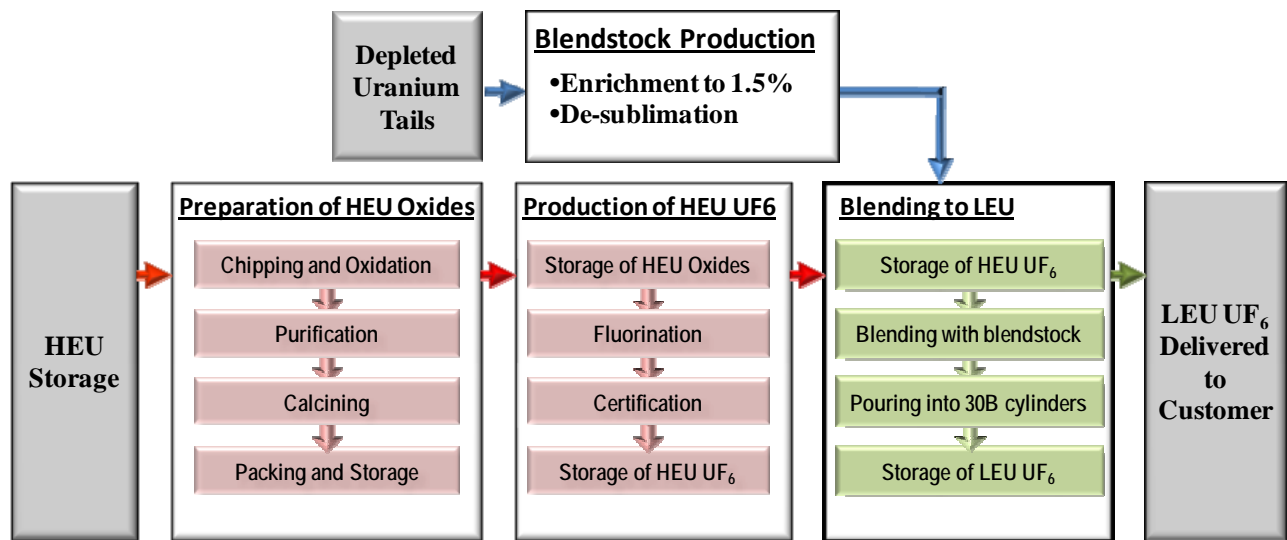 Depleted
Uranium
Tails
Blendstock Production
•Enrichment to 1.5%
•De-sublimation
HEU
Storage
Preparation of HEU Oxides
Chipping and Oxidation
Purification
Calcining
Packing and Storage
Production of HEU UF6
Storage of HEU Oxides
Fluorination
Certification
Storage of HEU UF₆
Blending to LEU
Storage of HEU UF₆
Blending with blendstock
Pouring into 30B cylinders
Storage of LEU UF₆
LEU UF₆
Delivered
to
Customer